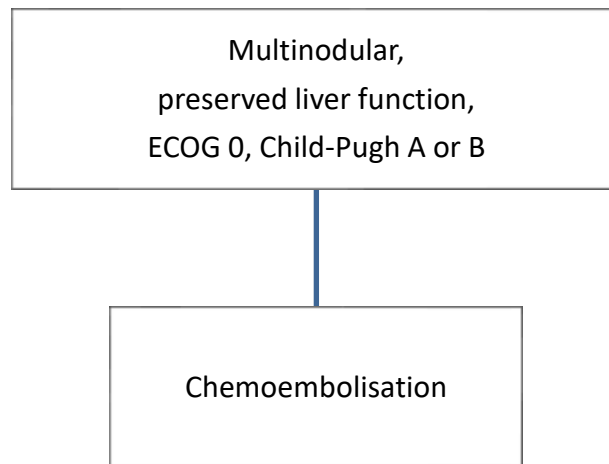 Multinodular,
preserved liver function,
ECOG 0, Child-Pugh A or B
Chemoembolisation